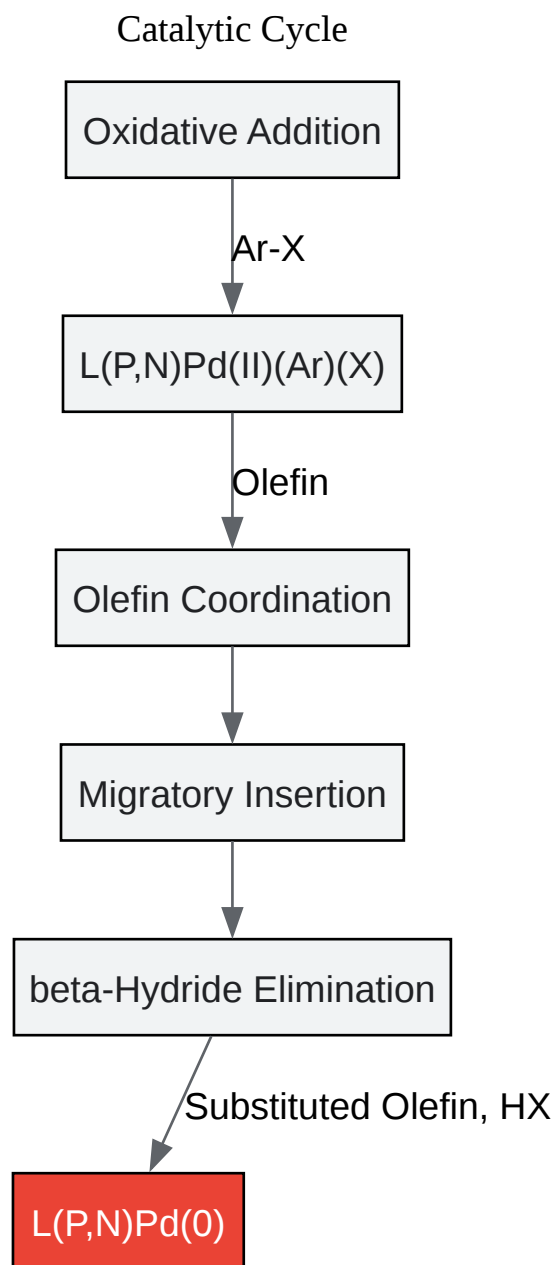 Catalytic Cycle
Oxidative Addition
Ar-X
L(P,N)Pd(II)(Ar)(X)
Olefin
Olefin Coordination
Migratory Insertion
beta-Hydride Elimination
Substituted Olefin, HX
L(P,N)Pd(0)